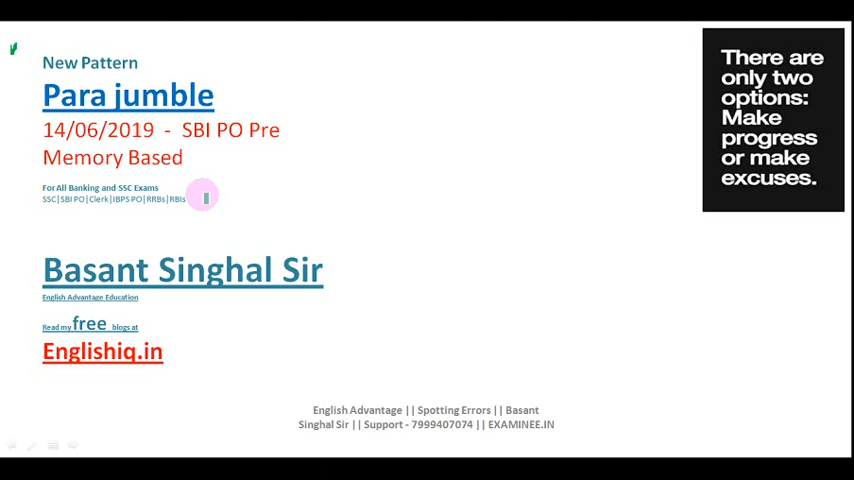 New Pattern
Para jumble
14/06/2019 - SBI PO Pre
Memory Based
For All Banking and SSC Exams
SSC|SBI PO|Clerk|IBPS PO|RRBs|RBIs
Basant Singhal Sir
English Advantage Education
Read my free blogs at
Englishiq.in
There are
only two
options:
Make
progress
or make
excuses.
English Advantage || Spotting Errors || Basant
Singhal Sir || Support - 7999407074 || EXAMINEE.IN